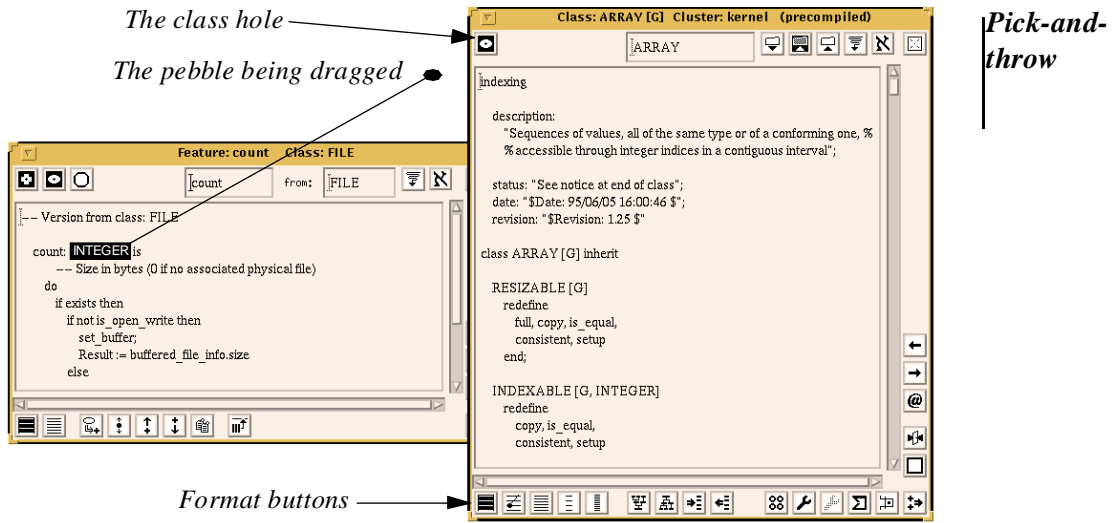 The class hole
The pebble being dragged
Format buttons
Pick-and-
throw
Feature: count Class: FILE
count from: FILE
-- Version from class: FILE
count: INTEGER is
-- Size in bytes (0 if no associated physical file)
do
if exists then
if not is_open_write then
set_buffer;
Result := buffered_file_info.size
else
Class: ARRAY [G] Cluster: kernel (precompiled)
ARRAY
indexing
description:
"Sequences of values, all of the same type or of a conforming one, %
% accessible through integer indices in a contiguous interval";
status: "See notice at end of class";
date: "$Date: 95/06/05 16:00:46 $";
revision: "$Revision: 1.25 $"
class ARRAY [G] inherit
RESIZABLE [G]
redefine
full, copy, is_equal,
consistent, setup
end;
INDEXABLE [G, INTEGER]
redefine
copy, is_equal,
consistent, setup
@
Σ